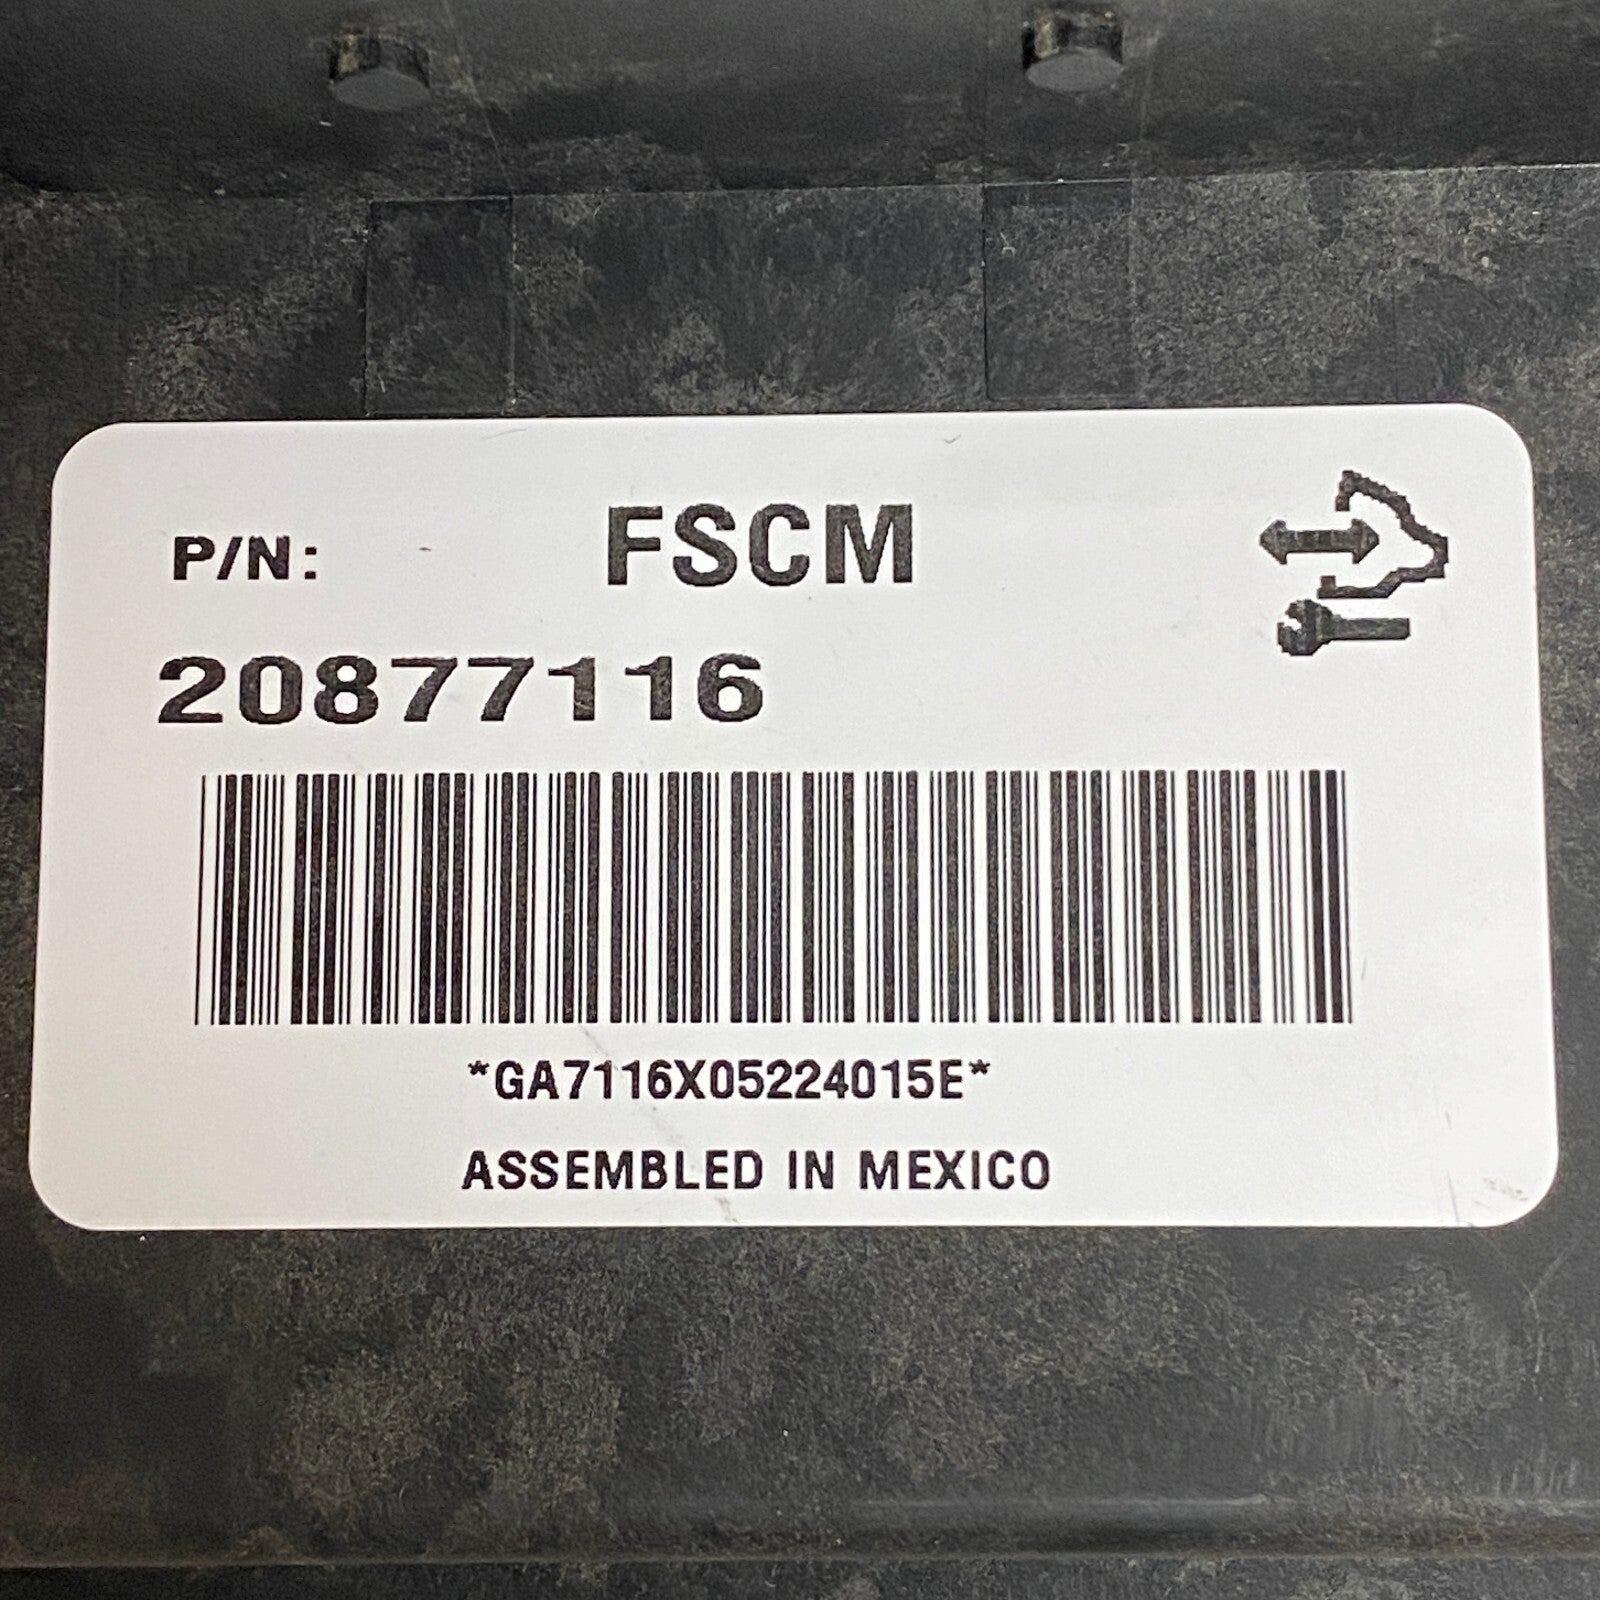 P/N: FSCM
20877116
*GA7116X05224015E*
ASSEMBLED IN MEXICO